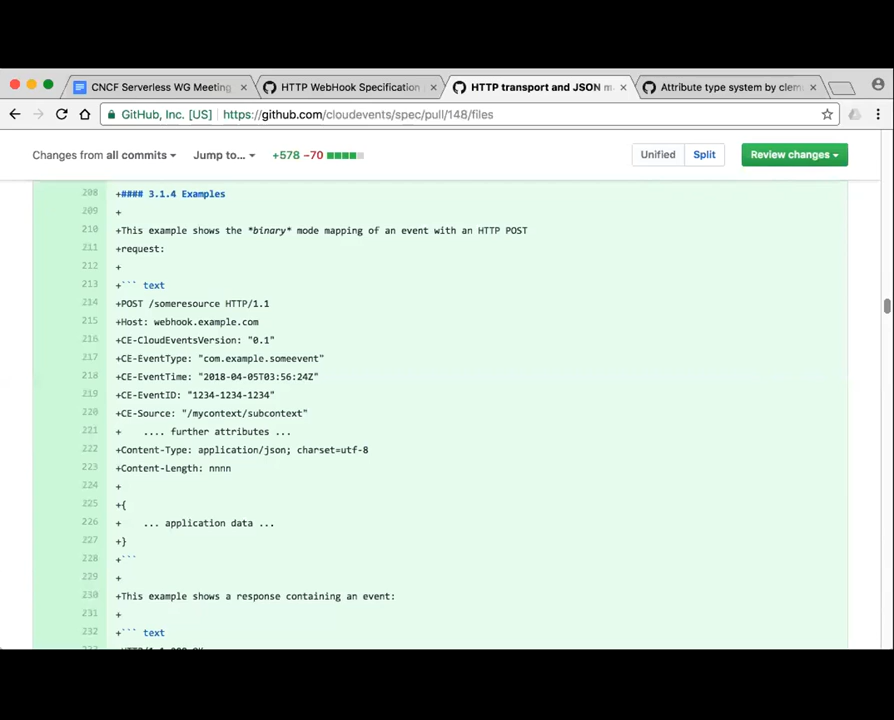 CNCF Serverless WG Meeting
HTTP WebHook Specification
HTTP transport and JSON m
Attribute type system by clem
GitHub, Inc. [US]
https://github.com/cloudevents/spec/pull/148/files
Changes from all commits
Jump to...
+578 −70
Unified
Split
Review changes
208 +#### 3.1.4 Examples
209 +
210 +This example shows the *binary* mode mapping of an event with an HTTP POST
211 +request:
212 +
213 +``` text
214 +POST /someresource HTTP/1.1
215 +Host: webhook.example.com
216 +CE-CloudEventsVersion: "0.1"
217 +CE-EventType: "com.example.someevent"
218 +CE-EventTime: "2018-04-05T03:56:24Z"
219 +CE-EventID: "1234-1234-1234"
220 +CE-Source: "/mycontext/subcontext"
221 + .... further attributes ...
222 +Content-Type: application/json; charset=utf-8
223 +Content-Length: nnnn
224 +
225 +{
226 + ... application data ...
227 +}
228 +```
229 +
230 +This example shows a response containing an event:
231 +
232 +``` text